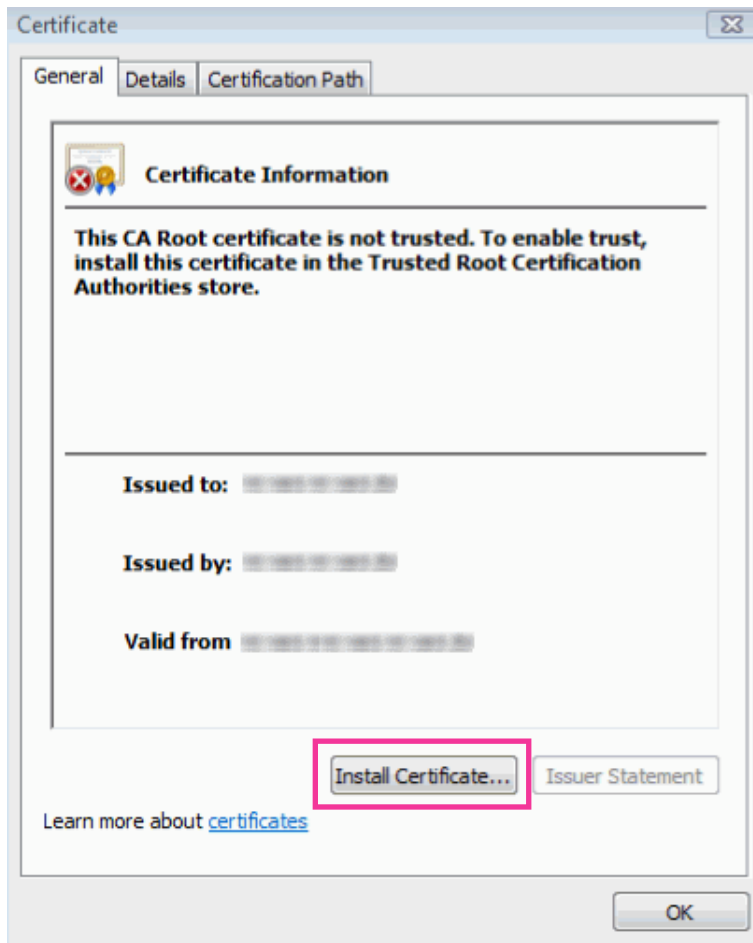 Certificate
General Details Certification Path
Certificate Information
This CA Root certificate is not trusted. To enable trust,
install this certificate in the Trusted Root Certification
Authorities store.
Issued to:
Issued by:
Valid from
Install Certificate... Issuer Statement
Learn more about certificates
OK